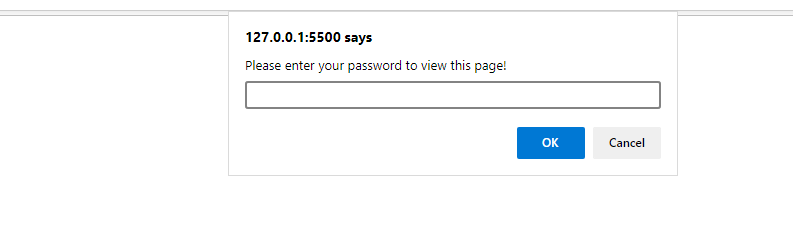 127.0.0.1:5500 says
Please enter your password to view this page!
OK
Cancel